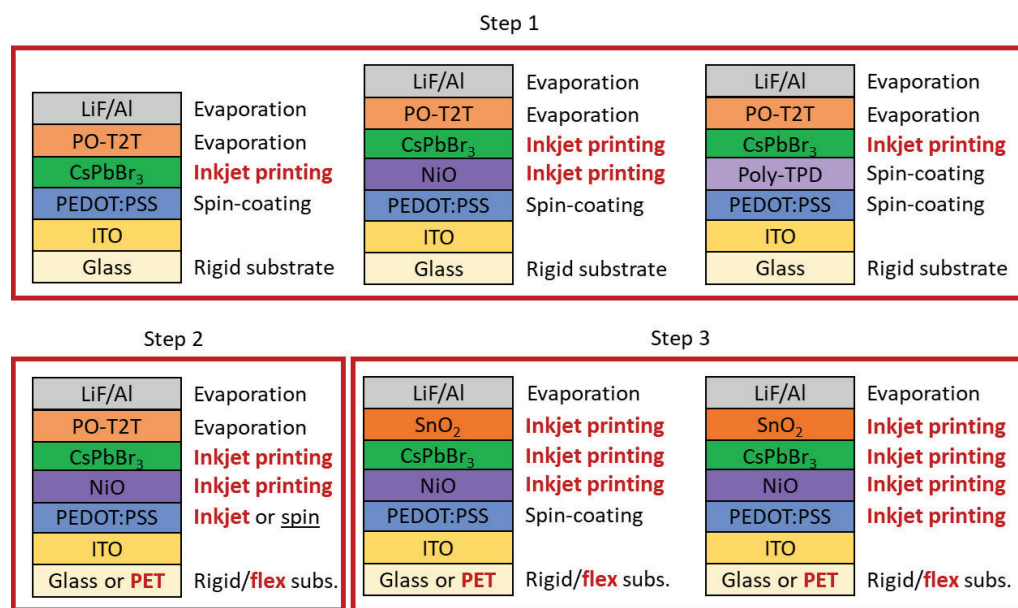 Step 1
LiF/Al Evaporation
PO-T2T Evaporation
CsPbBr₃ Inkjet printing
PEDOT:PSS Spin-coating
ITO
Glass Rigid substrate
LiF/Al Evaporation
PO-T2T Evaporation
CsPbBr₃ Inkjet printing
NiO Inkjet printing
PEDOT:PSS Spin-coating
ITO
Glass Rigid substrate
LiF/Al Evaporation
PO-T2T Evaporation
CsPbBr₃ Inkjet printing
Poly-TPD Spin-coating
PEDOT:PSS Spin-coating
ITO
Glass Rigid substrate
Step 2
LiF/Al Evaporation
PO-T2T Evaporation
CsPbBr₃ Inkjet printing
NiO Inkjet printing
PEDOT:PSS Inkjet or spin
ITO
Glass or PET Rigid/flex subs.
Step 3
LiF/Al Evaporation
SnO₂ Inkjet printing
CsPbBr₃ Inkjet printing
NiO Inkjet printing
PEDOT:PSS Spin-coating
ITO
Glass or PET Rigid/flex subs.
LiF/Al Evaporation
SnO₂ Inkjet printing
CsPbBr₃ Inkjet printing
NiO Inkjet printing
PEDOT:PSS Inkjet printing
ITO
Glass or PET Rigid/flex subs.